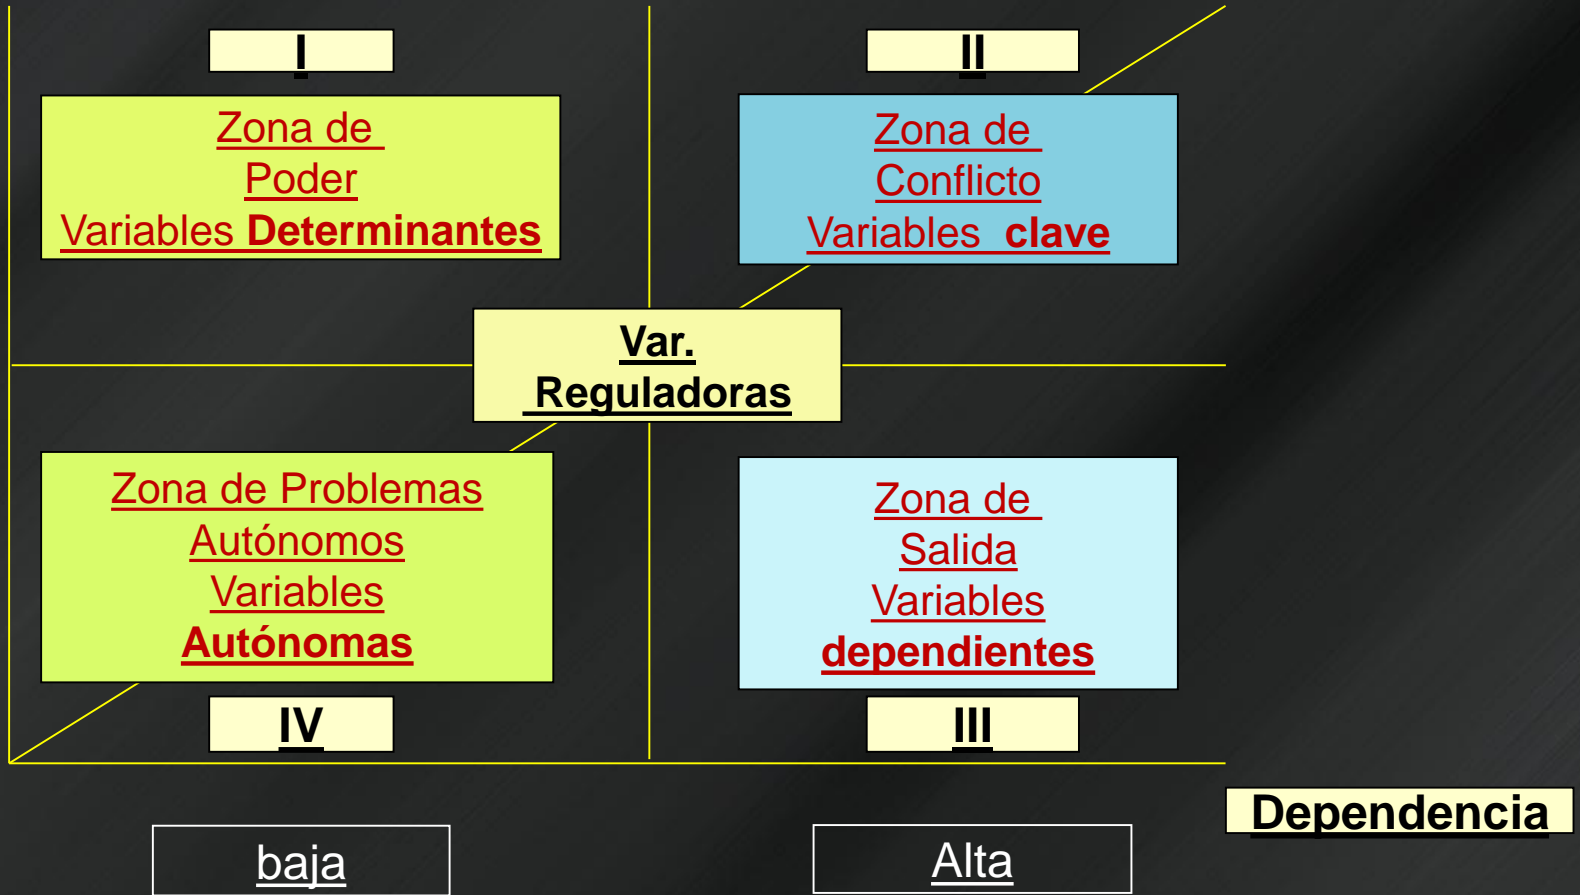 I
II
Zona de
Poder
Variables Determinantes
Zona de
Conflicto
Variables clave
Var.
Reguladoras
Zona de Problemas
Autónomos
Variables
Autónomas
Zona de
Salida
Variables
dependientes
IV
III
Dependencia
baja
Alta